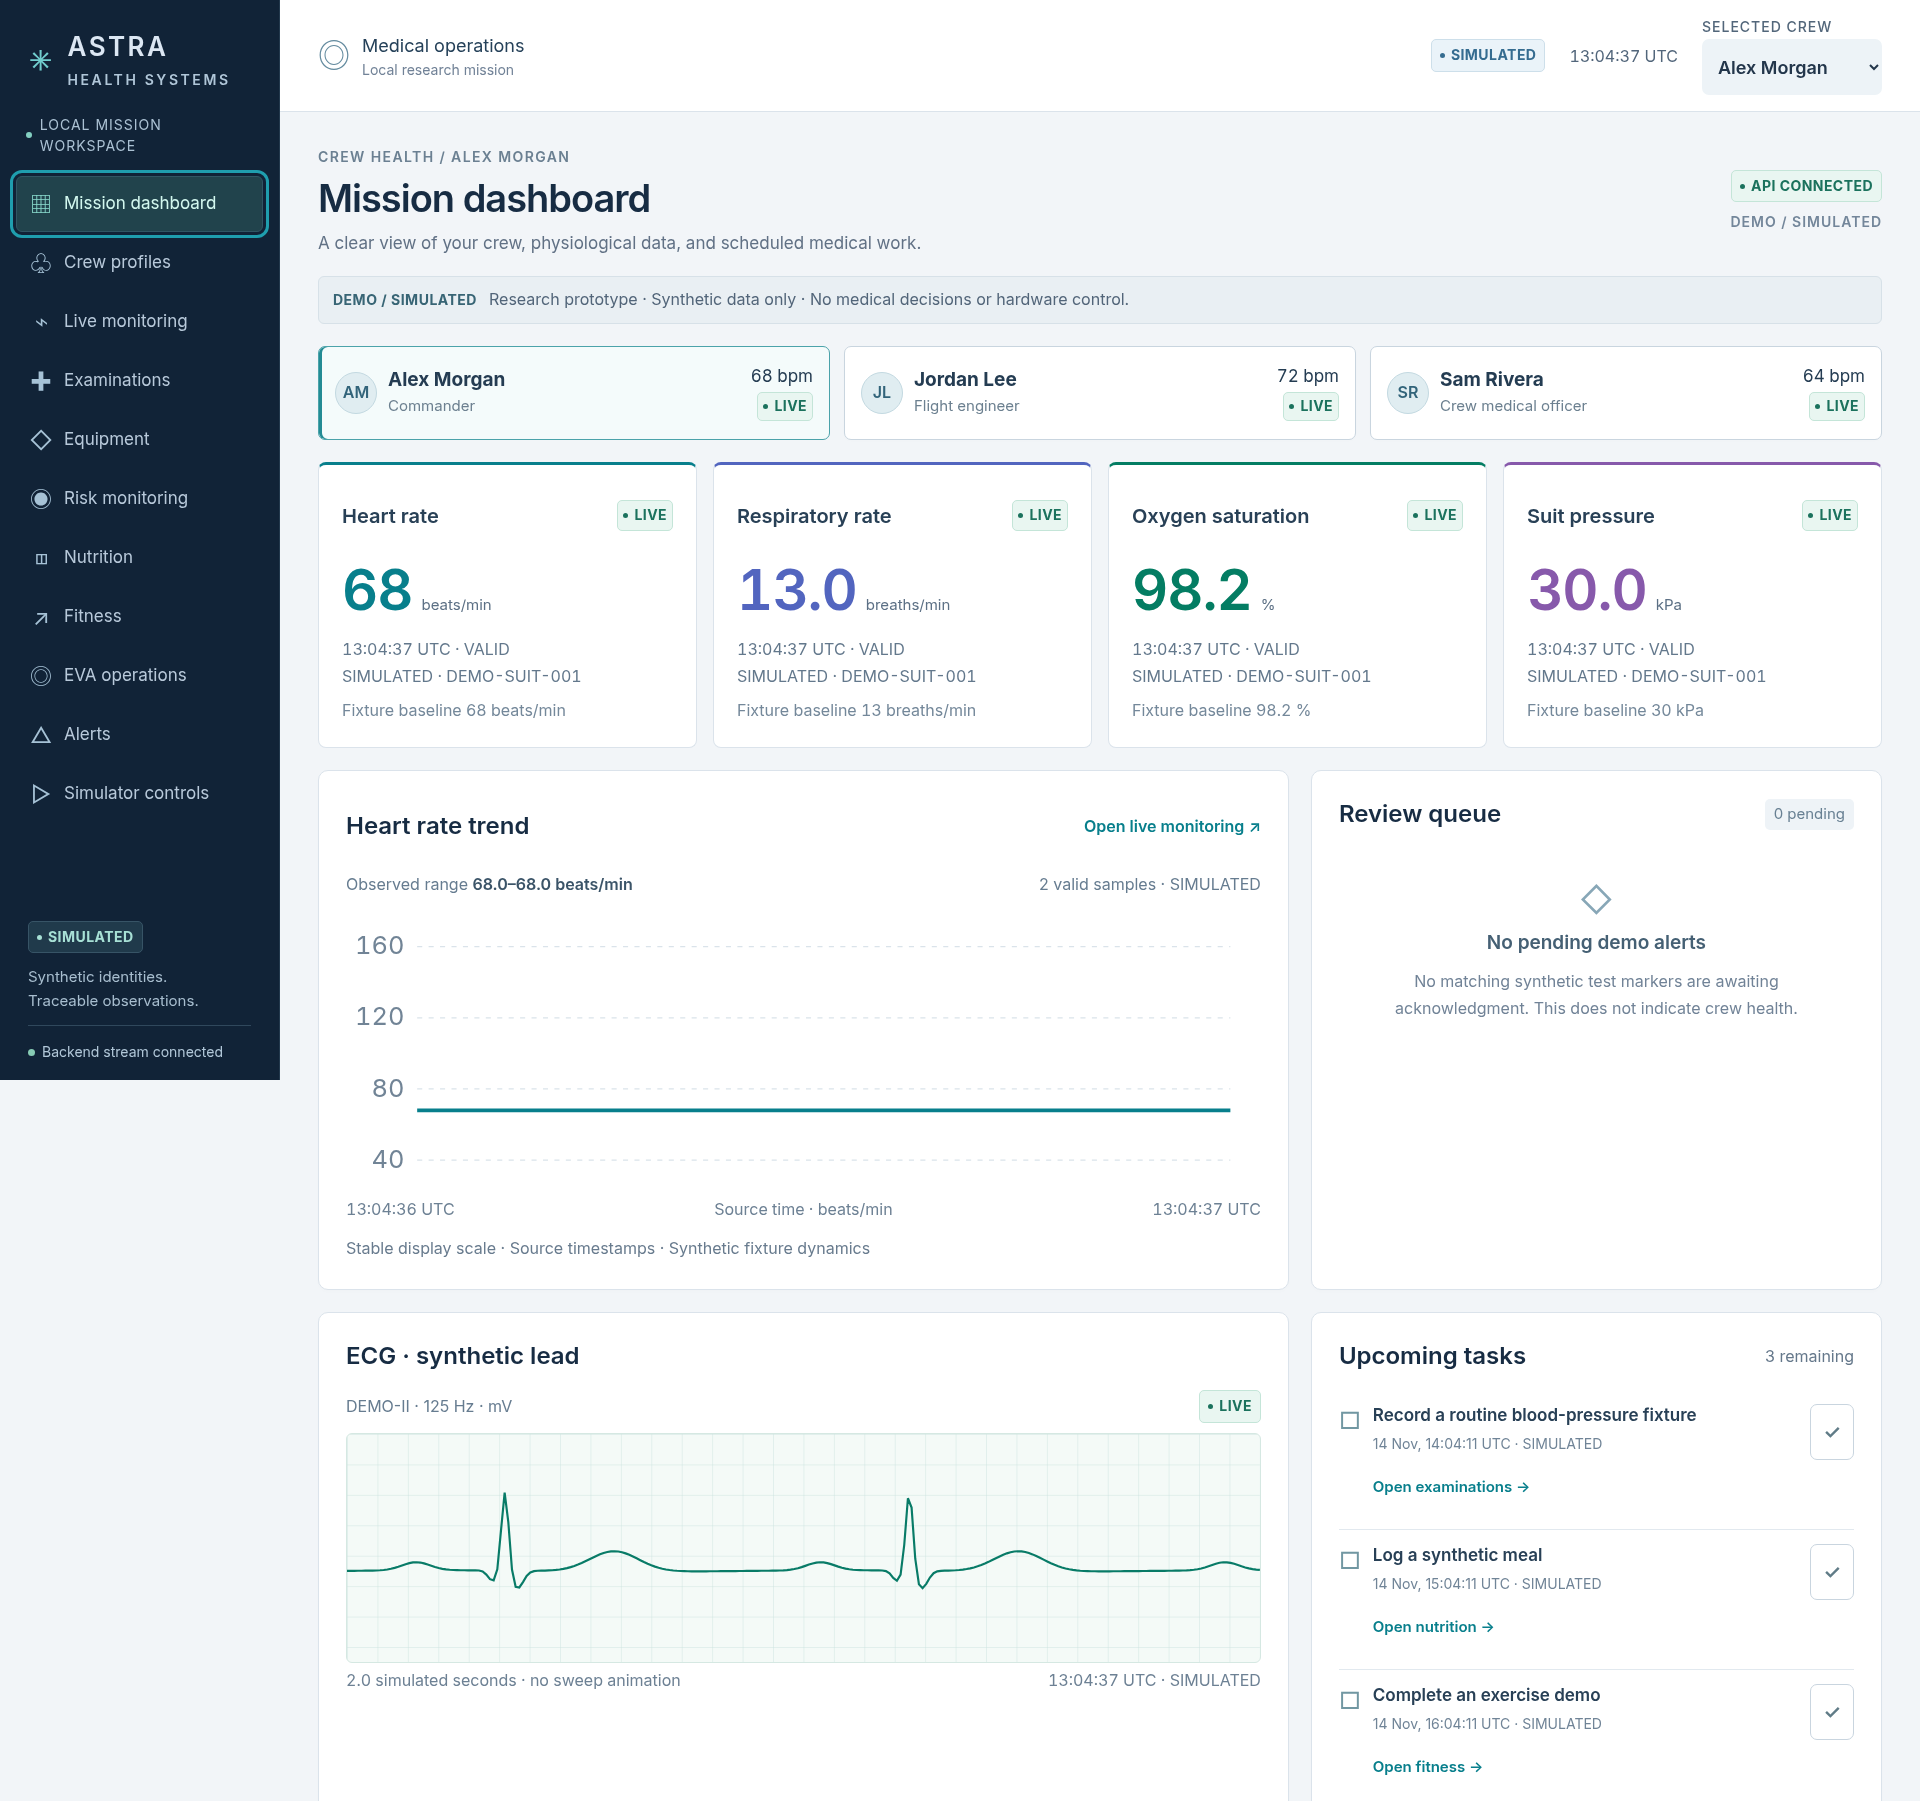 ASTRA
HEALTH SYSTEMS
LOCAL MISSION
WORKSPACE
Mission dashboard
Crew profiles
Live monitoring
Examinations
Equipment
Risk monitoring
Nutrition
Fitness
EVA operations
Alerts
Simulator controls
SIMULATED
Synthetic identities.
Traceable observations.
Backend stream connected
Medical operations
Local research mission
SIMULATED
13:04:37 UTC
SELECTED CREW
Alex Morgan
CREW HEALTH / ALEX MORGAN
Mission dashboard
A clear view of your crew, physiological data, and scheduled medical work.
API CONNECTED
DEMO / SIMULATED
DEMO / SIMULATED Research prototype · Synthetic data only · No medical decisions or hardware control.
AM
Alex Morgan
Commander
68 bpm
LIVE
JL
Jordan Lee
Flight engineer
72 bpm
LIVE
SR
Sam Rivera
Crew medical officer
64 bpm
LIVE
Heart rate
LIVE
68 beats/min
13:04:37 UTC · VALID
SIMULATED · DEMO-SUIT-001
Fixture baseline 68 beats/min
Respiratory rate
LIVE
13.0 breaths/min
13:04:37 UTC · VALID
SIMULATED · DEMO-SUIT-001
Fixture baseline 13 breaths/min
Oxygen saturation
LIVE
98.2 %
13:04:37 UTC · VALID
SIMULATED · DEMO-SUIT-001
Fixture baseline 98.2 %
Suit pressure
LIVE
30.0 kPa
13:04:37 UTC · VALID
SIMULATED · DEMO-SUIT-001
Fixture baseline 30 kPa
Heart rate trend
Open live monitoring ↗
Observed range 68.0–68.0 beats/min
2 valid samples · SIMULATED
160
120
80
40
13:04:36 UTC
Source time · beats/min
13:04:37 UTC
Stable display scale · Source timestamps · Synthetic fixture dynamics
Review queue
0 pending
No pending demo alerts
No matching synthetic test markers are awaiting
acknowledgment. This does not indicate crew health.
ECG · synthetic lead
DEMO-II · 125 Hz · mV
LIVE
2.0 simulated seconds · no sweep animation
13:04:37 UTC · SIMULATED
Upcoming tasks
3 remaining
Record a routine blood-pressure fixture
14 Nov, 14:04:11 UTC · SIMULATED
Open examinations →
Log a synthetic meal
14 Nov, 15:04:11 UTC · SIMULATED
Open nutrition →
Complete an exercise demo
14 Nov, 16:04:11 UTC · SIMULATED
Open fitness →